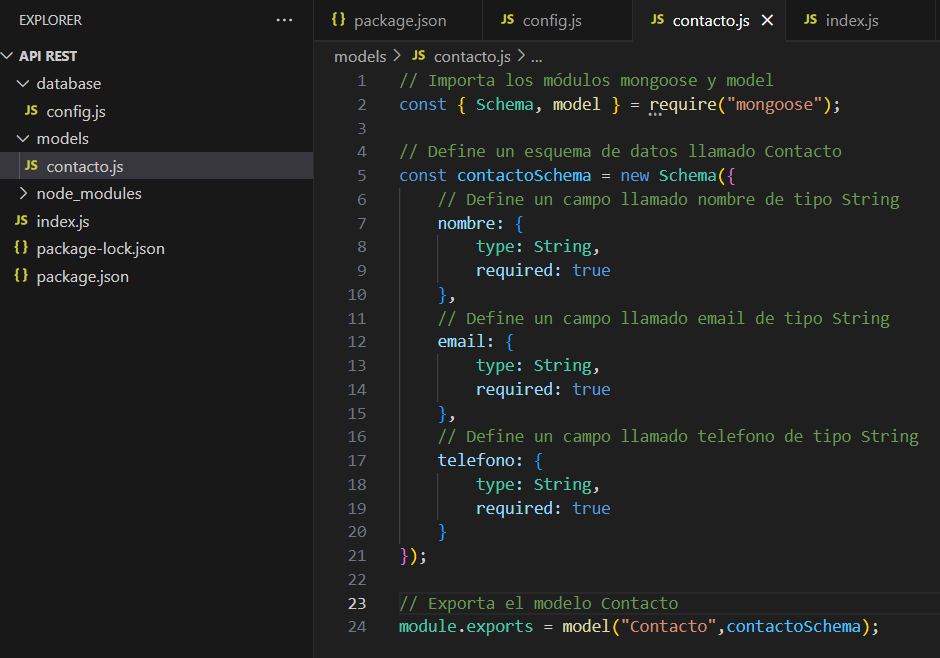 EXPLORER ...
API REST
database
JS config.js
models
JS contacto.js
node_modules
JS index.js
{} package-lock.json
{} package.json
{} package.json JS config.js JS contacto.js JS index.js
models > JS contacto.js > ...
1 // Importa los módulos mongoose y model
2 const { Schema, model } = require("mongoose");
3
4 // Define un esquema de datos llamado Contacto
5 const contactoSchema = new Schema({
6 // Define un campo llamado nombre de tipo String
7 nombre: {
8 type: String,
9 required: true
10 },
11 // Define un campo llamado email de tipo String
12 email: {
13 type: String,
14 required: true
15 },
16 // Define un campo llamado telefono de tipo String
17 telefono: {
18 type: String,
19 required: true
20 }
21 });
22
23 // Exporta el modelo Contacto
24 module.exports = model("Contacto",contactoSchema);